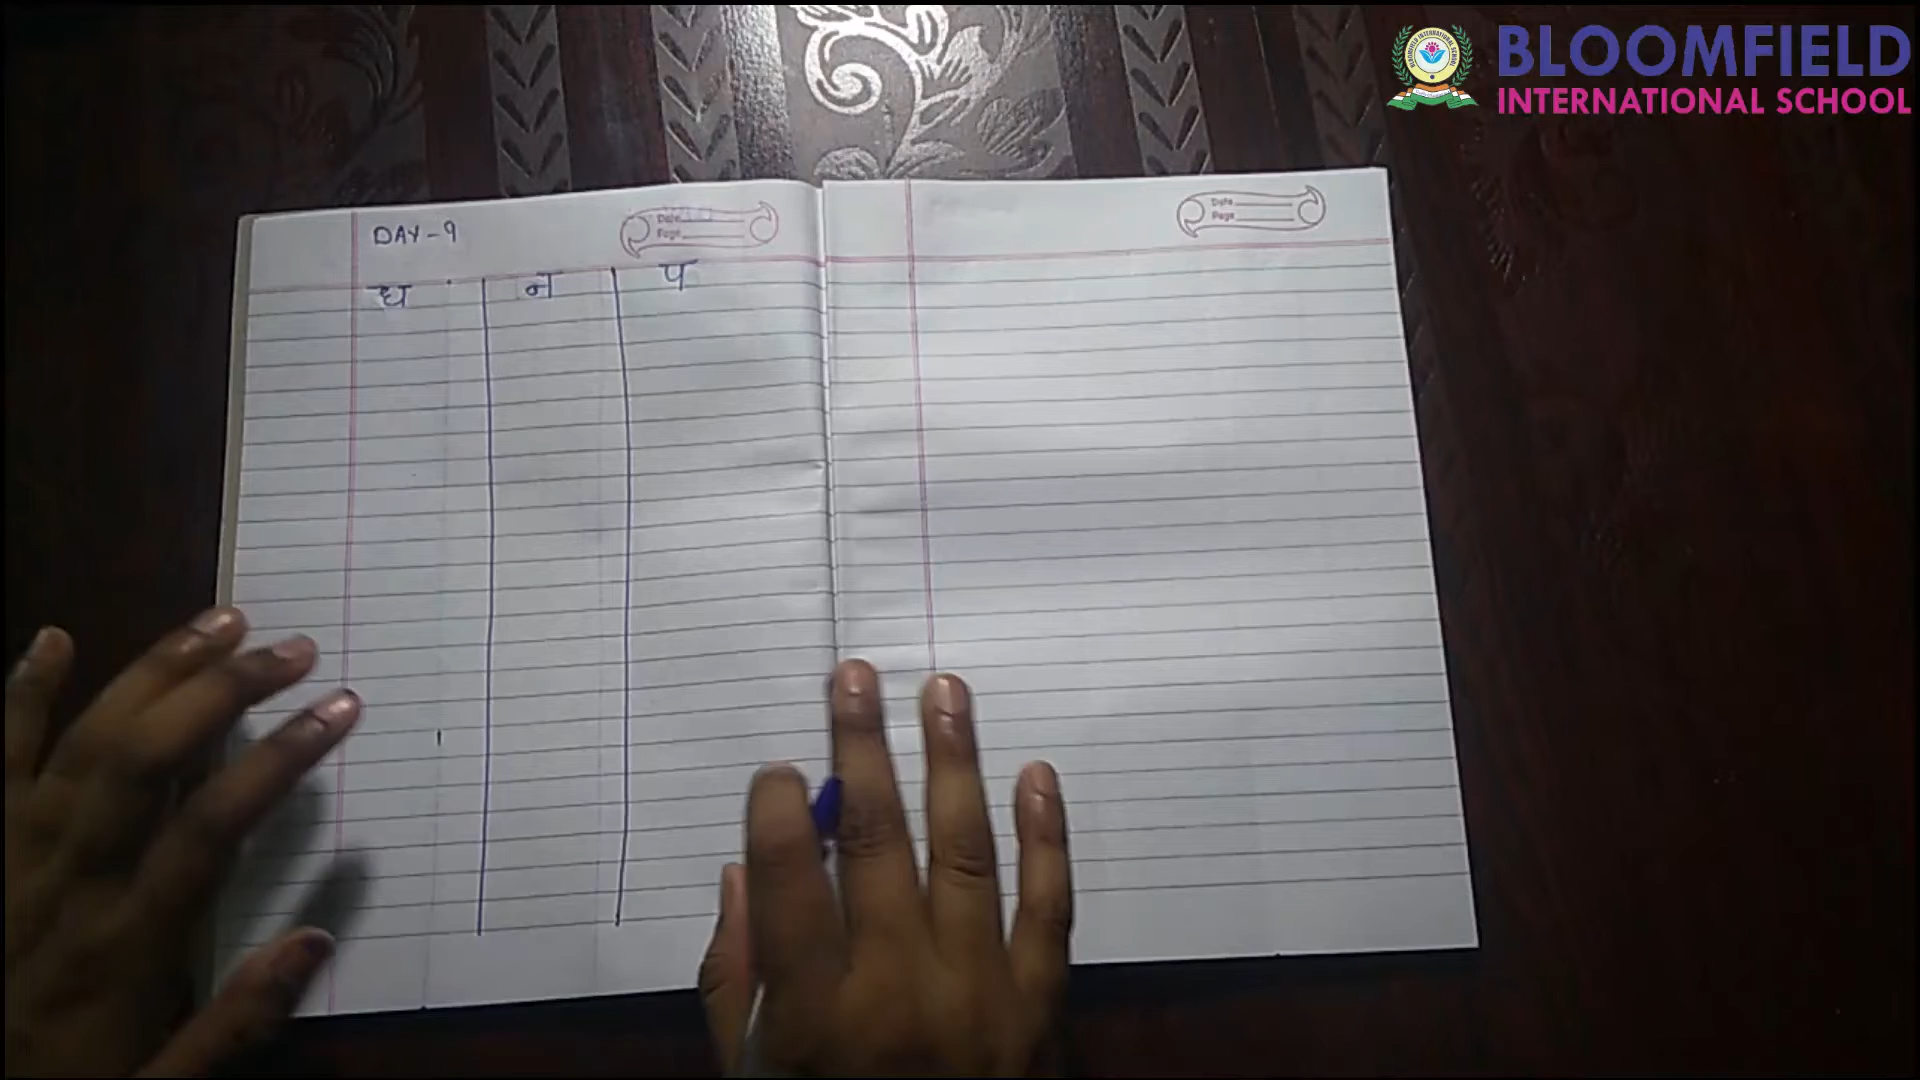 BLOOMFIELD
INTERNATIONAL SCHOOL
DAY-9
Date
Page
Date
Page
ध न प